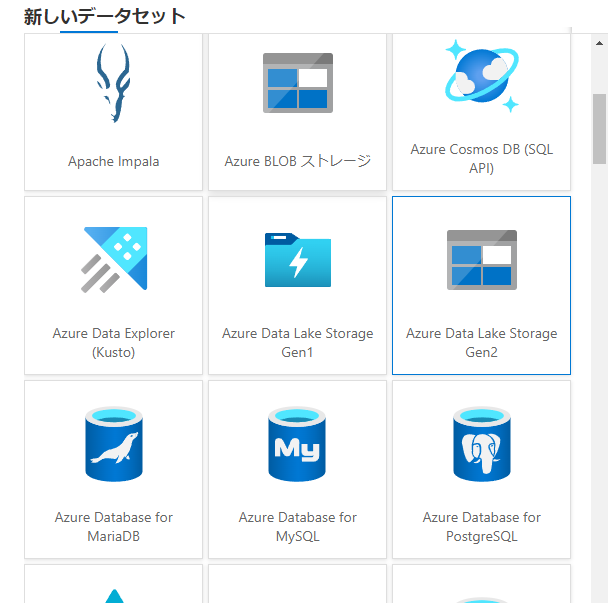 新しいデータセット
Apache Impala
Azure BLOB ストレージ
Azure Cosmos DB (SQL
API)
Azure Data Explorer
(Kusto)
Azure Data Lake Storage
Gen1
Azure Data Lake Storage
Gen2
My
Azure Database for
MariaDB
Azure Database for
MySQL
Azure Database for
PostgreSQL